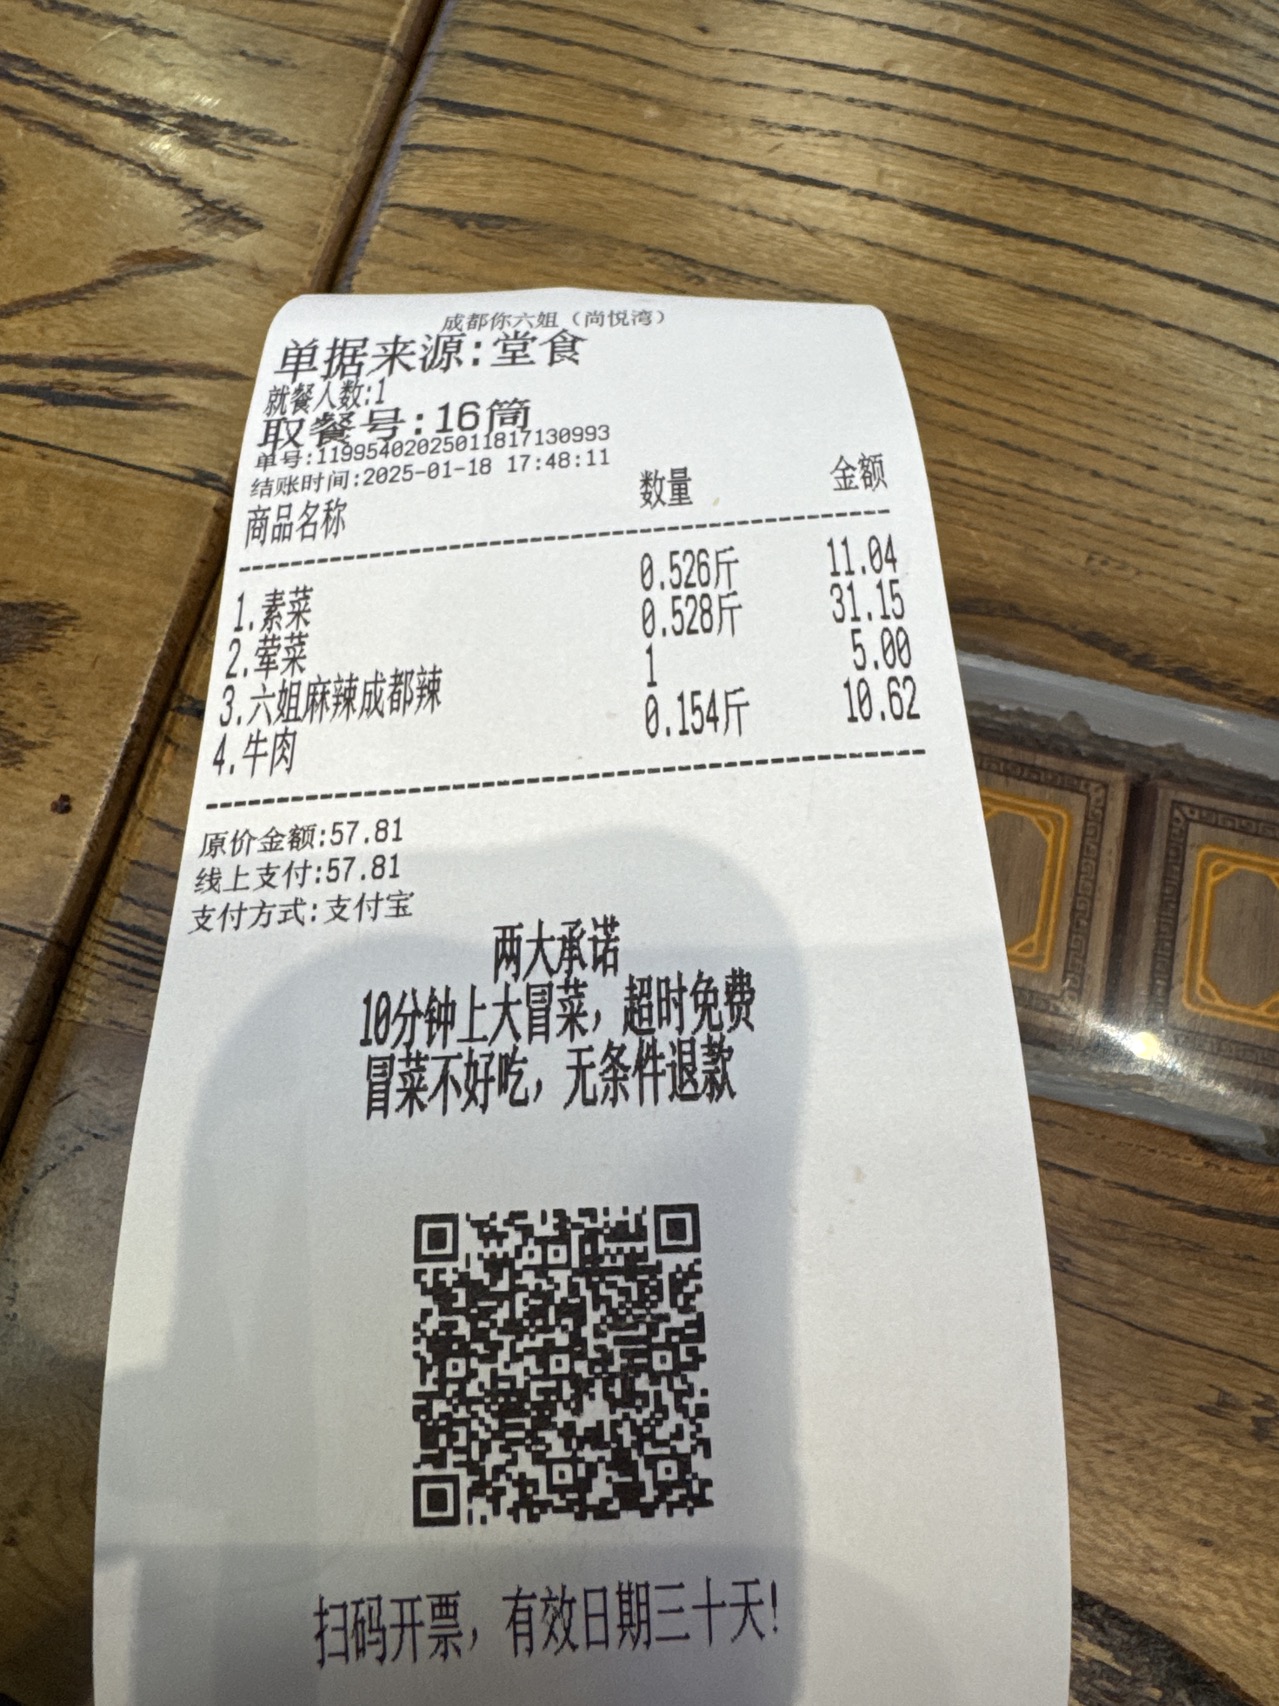 成都你六姐（尚悦湾）
单据来源:堂食
就餐人数:1
取餐号:16筒
单号:11995402025011817130993
结账时间:2025-01-18 17:48:11
商品名称 数量 金额
1.素菜 0.526斤 11.04
2.荤菜 0.528斤 31.15
3.六姐麻辣成都辣 1 5.00
4.牛肉 0.154斤 10.62
原价金额:57.81
线上支付:57.81
支付方式:支付宝
两大承诺
10分钟上大冒菜，超时免费
冒菜不好吃，无条件退款
扫码开票，有效日期三十天!